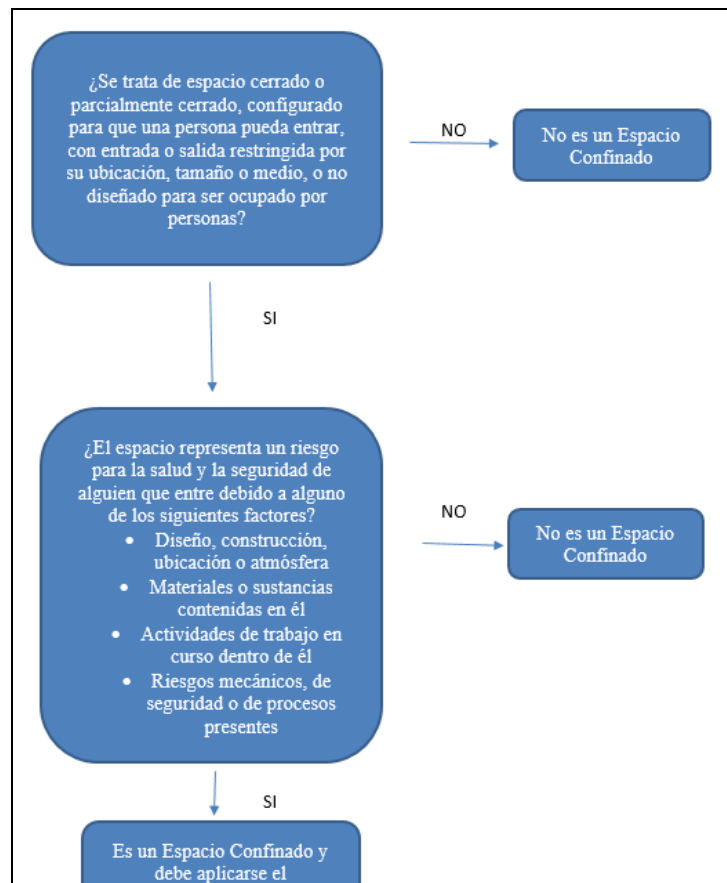 ¿Se trata de espacio cerrado o
parcialmente cerrado, configurado
para que una persona pueda entrar,
con entrada o salida restringida por
su ubicación, tamaño o medio, o no
diseñado para ser ocupado por
personas?
NO
No es un Espacio
Confinado
SI
¿El espacio representa un riesgo
para la salud y la seguridad de
alguien que entre debido a alguno
de los siguientes factores?
• Diseño, construcción,
ubicación o atmósfera
• Materiales o sustancias
contenidas en él
• Actividades de trabajo en
curso dentro de él
• Riesgos mecánicos, de
seguridad o de procesos
presentes
NO
No es un Espacio
Confinado
SI
Es un Espacio Confinado y
debe aplicarse el